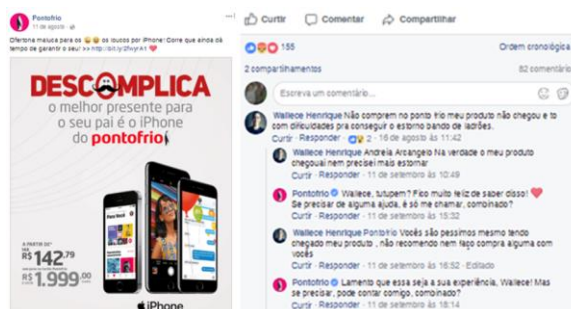 Pontofrio
11 de agosto
Ofertona maluca para os os loucos por iPhone! Corre que ainda dá
tempo de garantir o seu! >>
DESCOMPLICA
o melhor presente para
o seu pai é o iPhone
do pontofrio
A PARTIR DE*
R$142,79
R$1.999,00
iPhone
Curtir Comentar Compartilhar
155 Ordem cronológica
2 compartilhamentos 82 comentário
Escreva um comentário...
Wallece Henrique Não comprem no ponto frio meu produto não chegou e to
com dificuldades pra conseguir o estorno bando de ladrões.
Curtir · Responder · 2 · 16 de agosto às 11:42
Wallece Henrique Andreia Arcangelo Na verdade o meu produto
chegouai nem precisei mais estornar
Curtir · Responder · 11 de setembro às 10:49
Pontofrio Wallece, tutupem? Fico muito feliz de saber disso!
Se precisar de alguma ajuda, é só me chamar, combinado?
Curtir · Responder · 11 de setembro às 15:32
Wallece Henrique Pontofrio Vocês são pessimos mesmo tendo
chegado meu produto , não recomendo nem faço compra alguma com
vocês
Curtir · Responder · 11 de setembro às 16:52 · Editado
Pontofrio Lamento que essa seja a sua experiência, Wallece! Mas
se precisar, pode contar comigo, combinado?
Curtir · Responder · 11 de setembro às 18:14